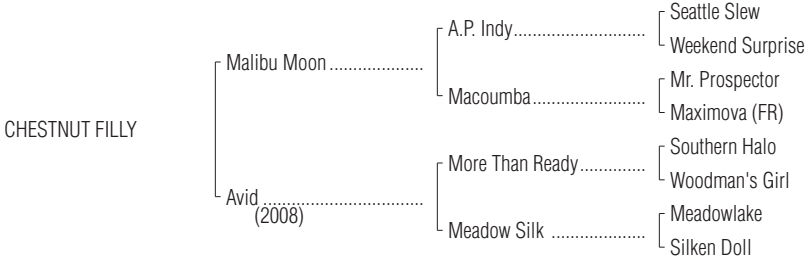 Seattle Slew
A.P. Indy..............................
Weekend Surprise
Malibu Moon .....................
Mr. Prospector
Macoumba..........................
Maximova (FR)
CHESTNUT FILLY
Southern Halo
More Than Ready...............
Woodman's Girl
Avid ....................................
(2008)
Meadowlake
Meadow Silk .....................
Silken Doll